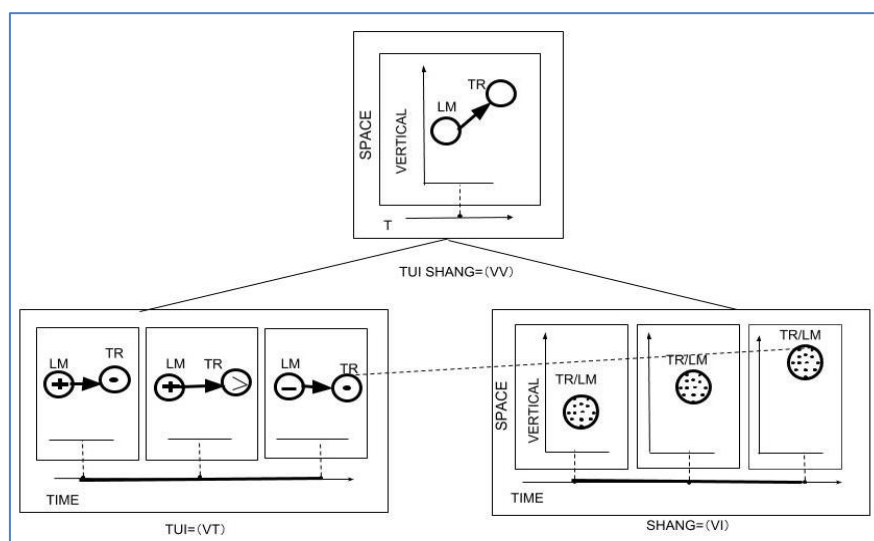 TR
LM
SPACE
VERTICAL
T
TUI SHANG=(VV)
LM TR
LM TR
LM TR
TIME
TUI=(VT)
TR/LM
TR/LM
TR/LM
SPACE
VERTICAL
TIME
SHANG=(VI)